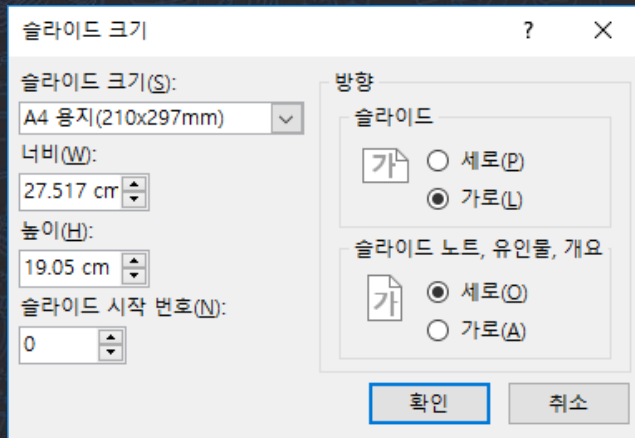 슬라이드 크기
슬라이드 크기(S):
A4 용지(210x297mm)
너비(W):
27.517 cm
높이(H):
19.05 cm
슬라이드 시작 번호(N):
0
방향
슬라이드
가
세로(P)
가로(L)
슬라이드 노트, 유인물, 개요
가
세로(O)
가로(A)
확인
취소